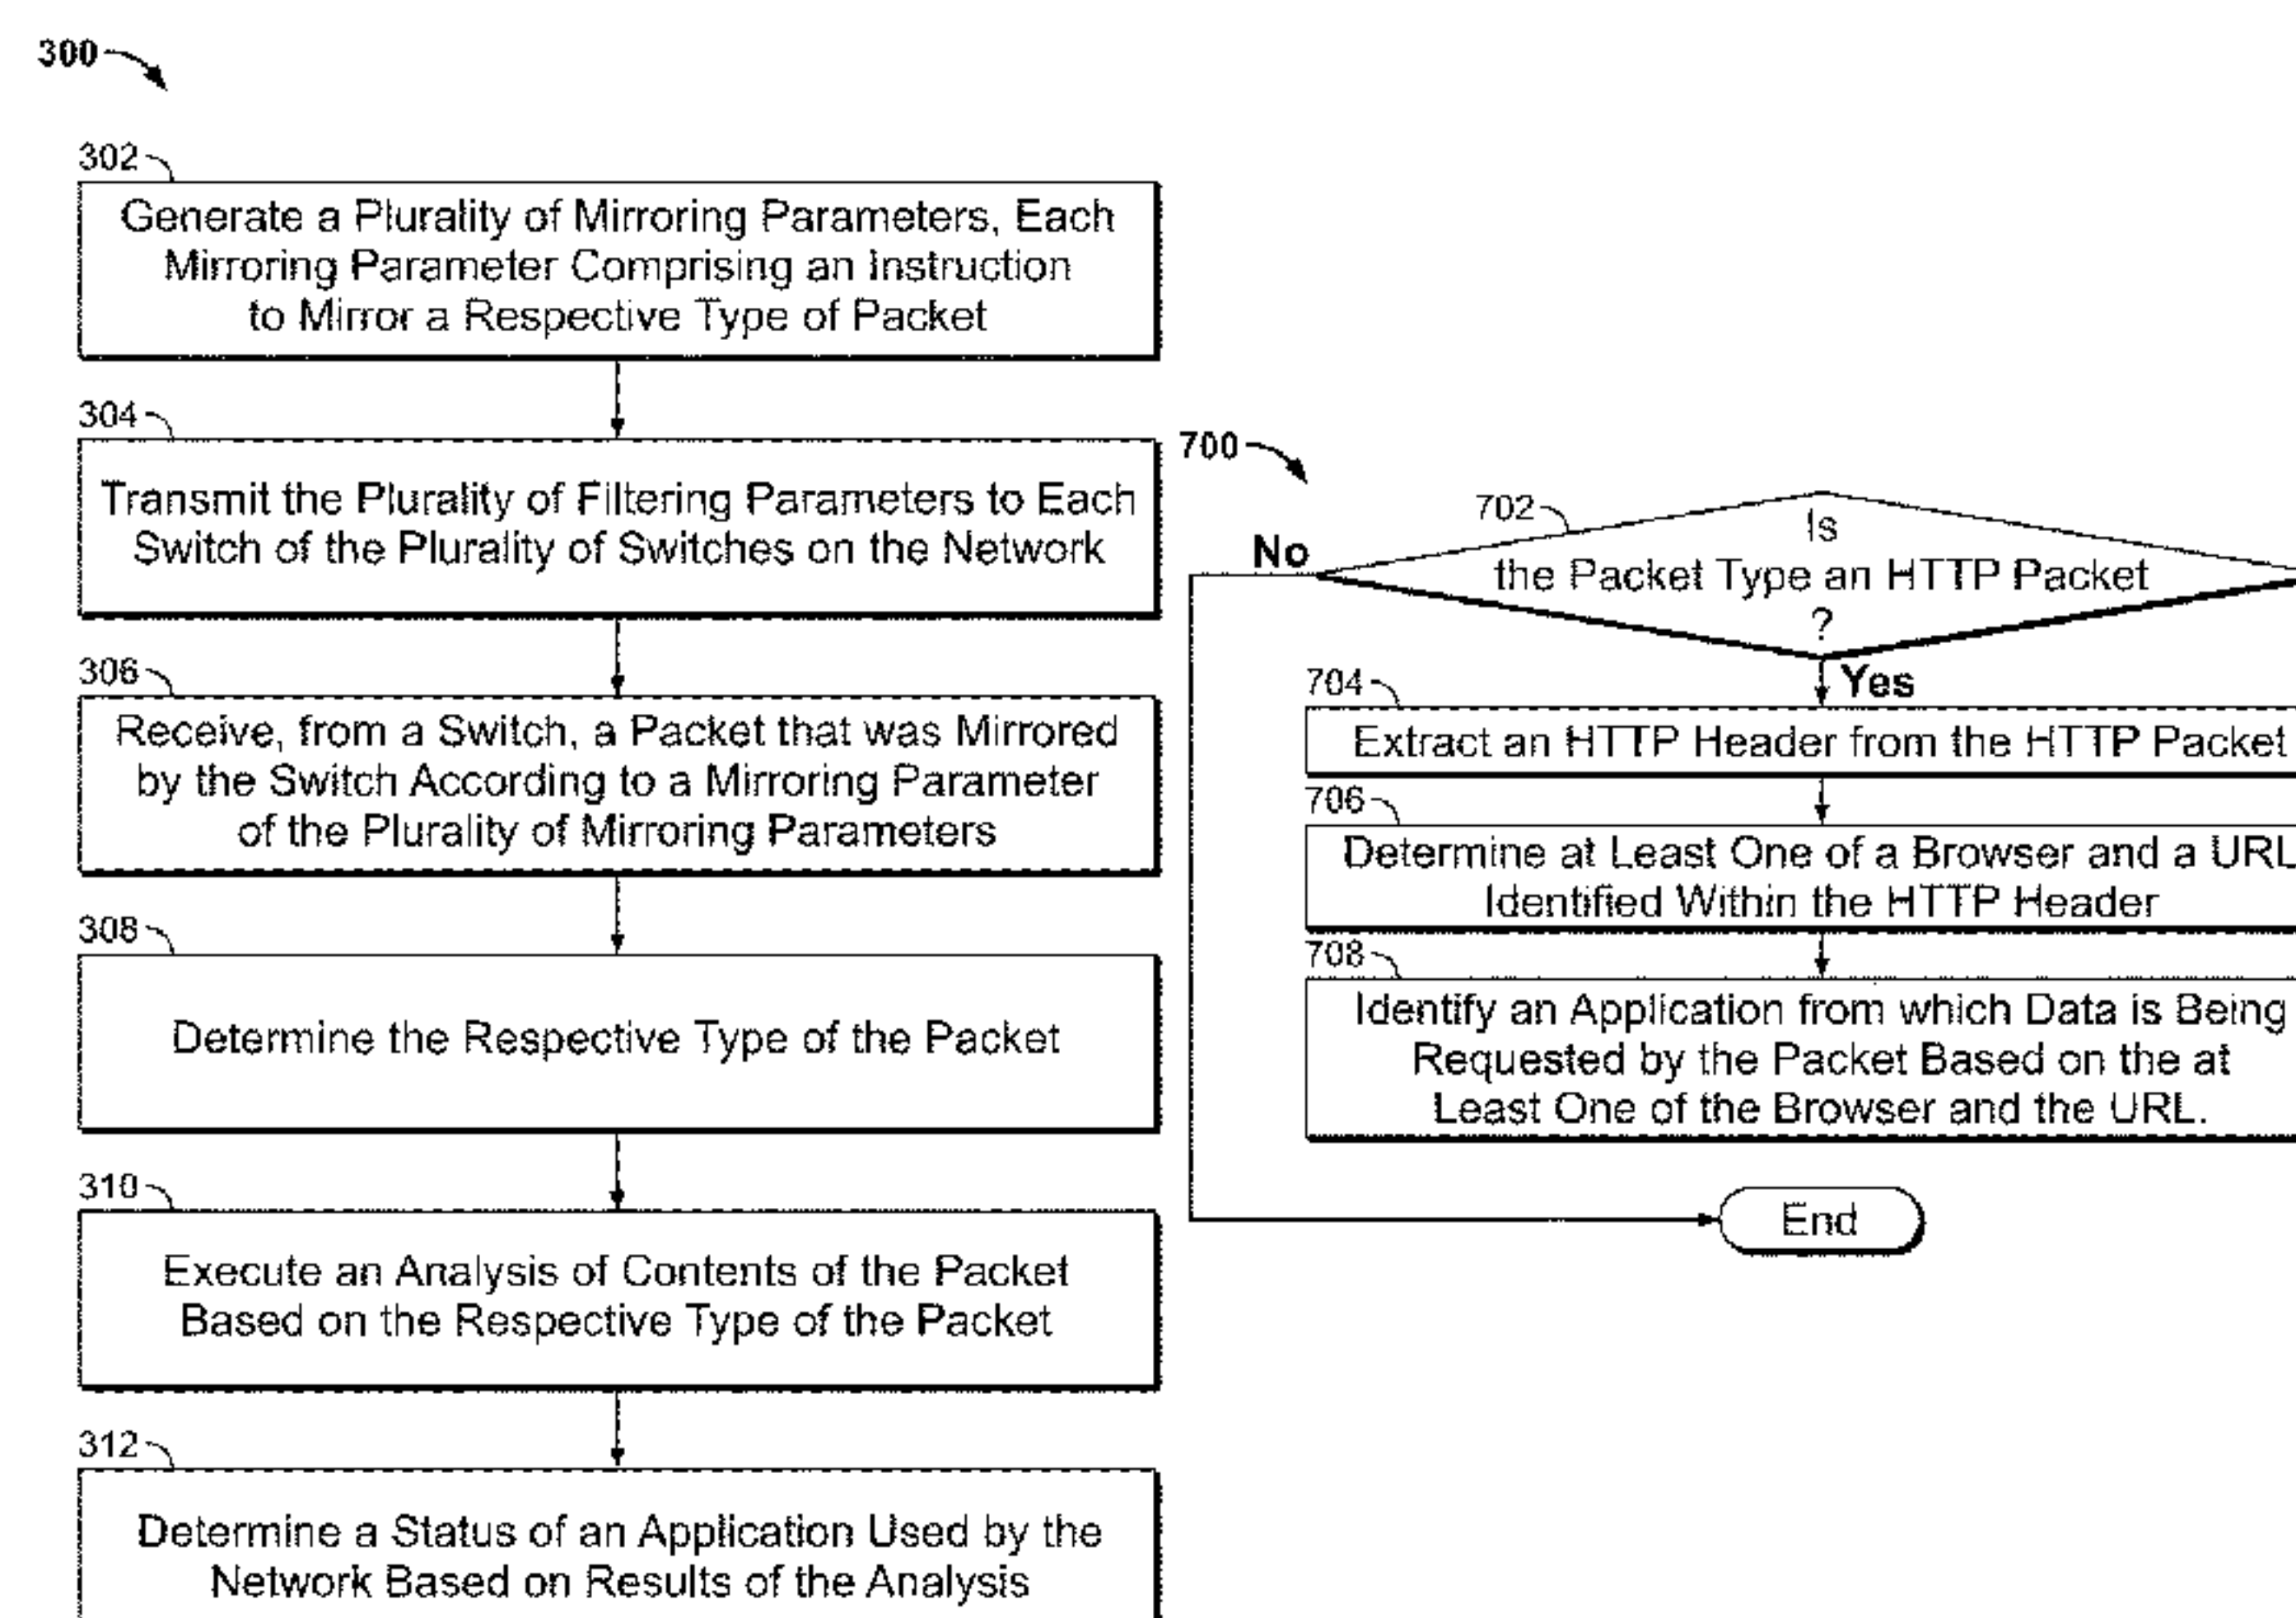 300
302
Generate a Plurality of Mirroring Parameters, Each
Mirroring Parameter Comprising an Instruction
to Mirror a Respective Type of Packet
304
Transmit the Plurality of Filtering Parameters to Each
Switch of the Plurality of Switches on the Network
306
Receive, from a Switch, a Packet that was Mirrored
by the Switch According to a Mirroring Parameter
of the Plurality of Mirroring Parameters
308
Determine the Respective Type of the Packet
310
Execute an Analysis of Contents of the Packet
Based on the Respective Type of the Packet
312
Determine a Status of an Application Used by the
Network Based on Results of the Analysis
700
702
Is
the Packet Type an HTTP Packet
?
No
Yes
704
Extract an HTTP Header from the HTTP Packet
706
Determine at Least One of a Browser and a URL
Identified Within the HTTP Header
708
Identify an Application from which Data is Being
Requested by the Packet Based on the at
Least One of the Browser and the URL.
End